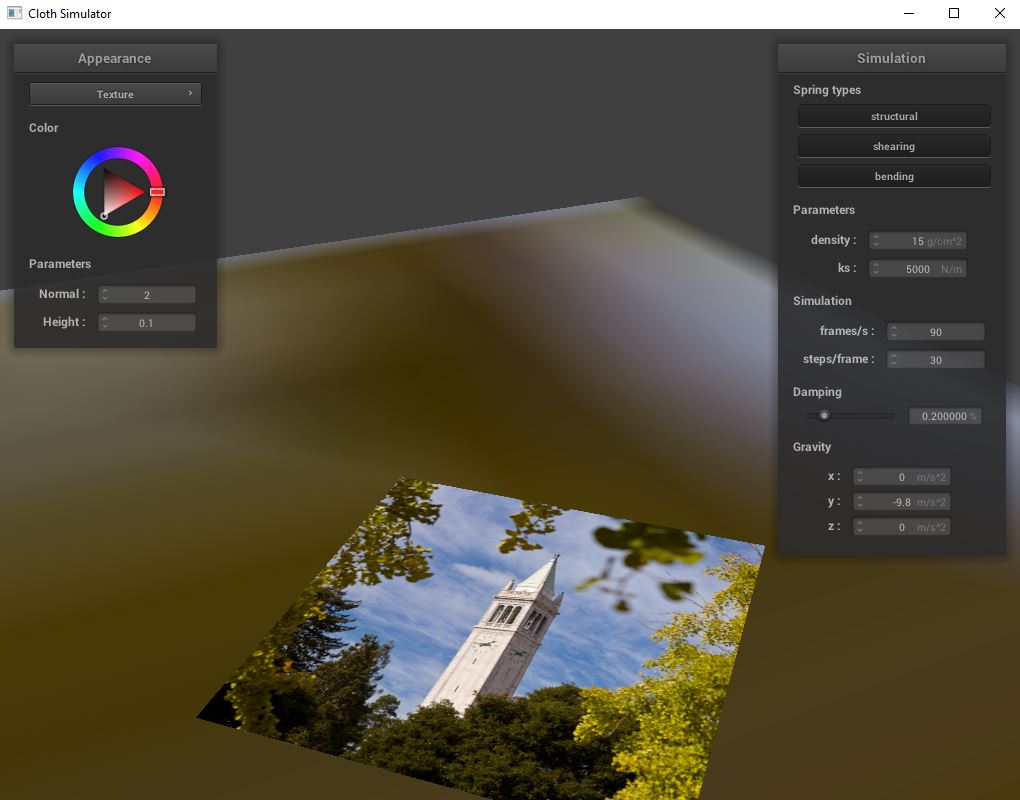 Cloth Simulator
Appearance
Texture
Color
Parameters
Normal : 2
Height : 0.1
Simulation
Spring types
structural
shearing
bending
Parameters
density : 15 g/cm^2
ks : 5000 N/m
Simulation
frames/s : 90
steps/frame : 30
Damping
0.200000 %
Gravity
x : 0 m/s^2
y : -9.8 m/s^2
z : 0 m/s^2